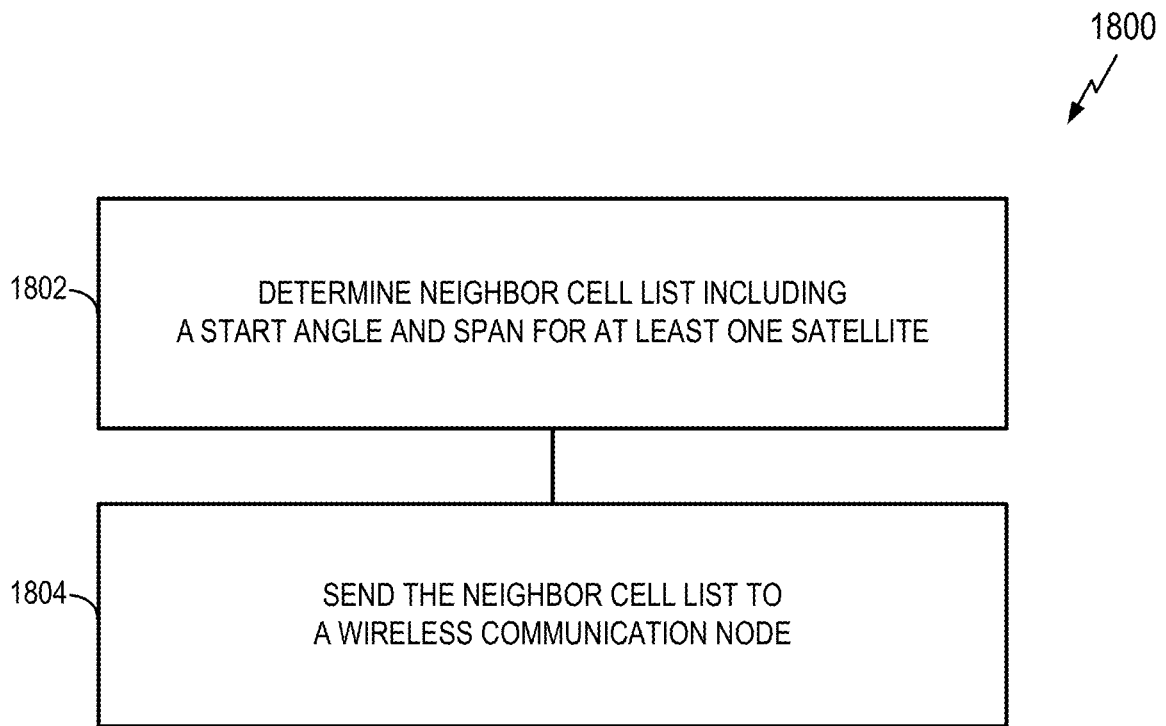 1800
1802
DETERMINE NEIGHBOR CELL LIST INCLUDING
A START ANGLE AND SPAN FOR AT LEAST ONE SATELLITE
1804
SEND THE NEIGHBOR CELL LIST TO
A WIRELESS COMMUNICATION NODE